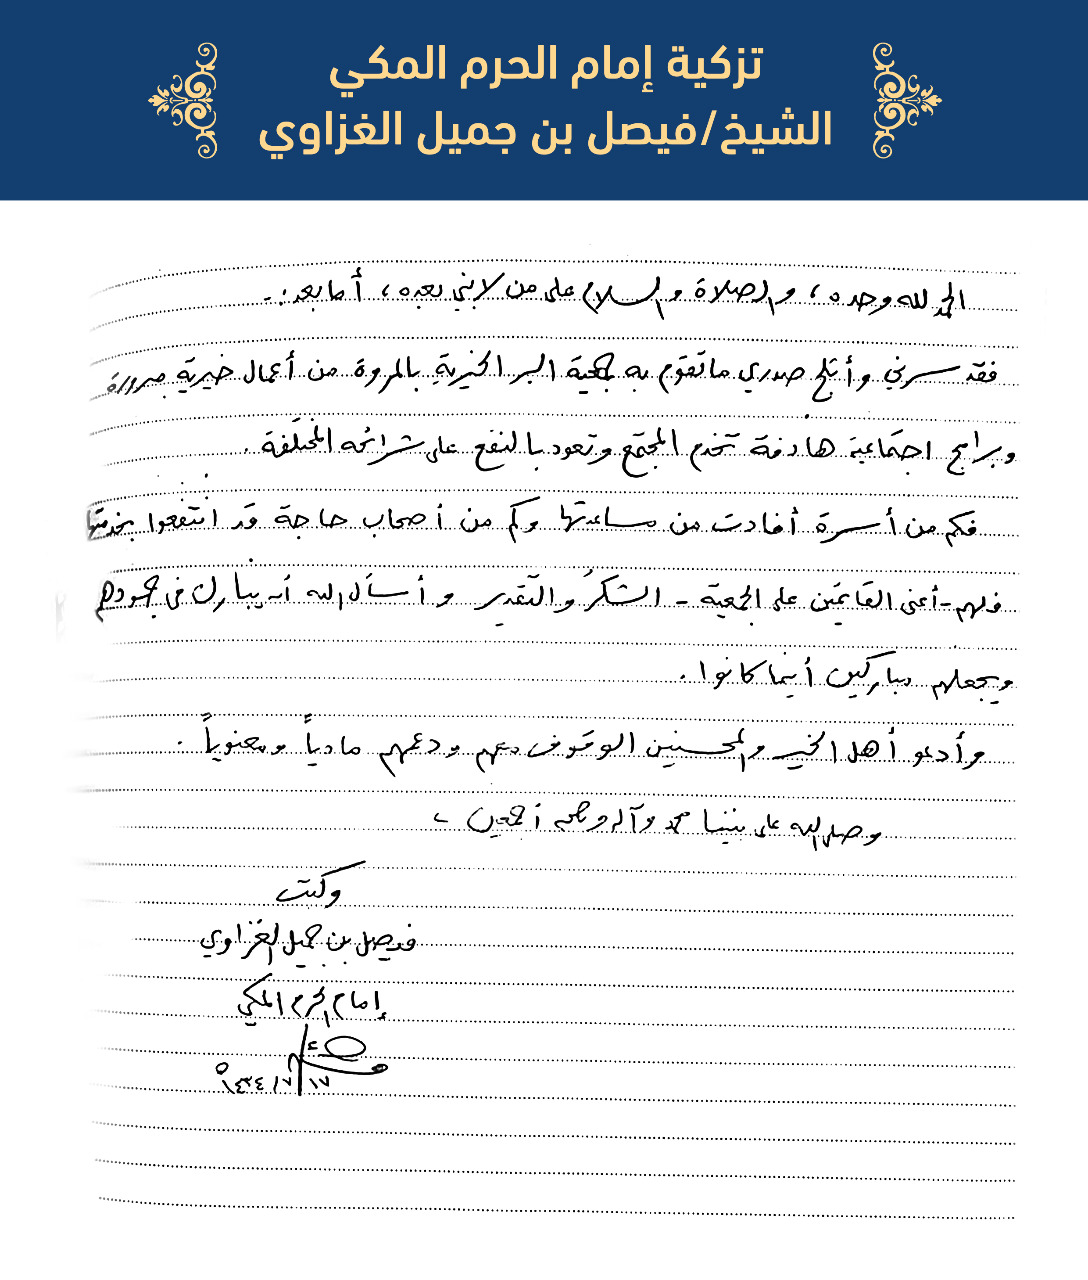 تزكية إمام الحرم المكي
الشيخ/فيصل بن جميل الغزاوي
الحمد لله وحده، والصلاة والسلام على من لا نبي بعده، أما بعد:
فقد سرني وأثلج صدري ما تقوم به جمعية البر الخيرية بالمروة من أعمال خيرية مبرورة
وبرامج اجتماعية هادفة تخدم المجتمع وتعود بالنفع على شرائحه المختلفة.
فكم من أسرة أفادت من مساعدتها وكم من أصحاب حاجة قد انتفعوا بخدمتها
فلهم - أعني القائمين على الجمعية - الشكرُ والتقدير وأسأل الله أن يبارك في جهودهم
ويجعلهم مباركين أينما كانوا.
وأدعو أهل الخير والمحسنين الوقوف معهم ودعمهم مادياً ومعنوياً.
وصلى الله على نبينا محمد وآله وصحبه أجمعين،
وكتب
فيصل بن جميل الغزاوي
إمام الحرم المكي
١٧/٧/١٤٣٤هـ